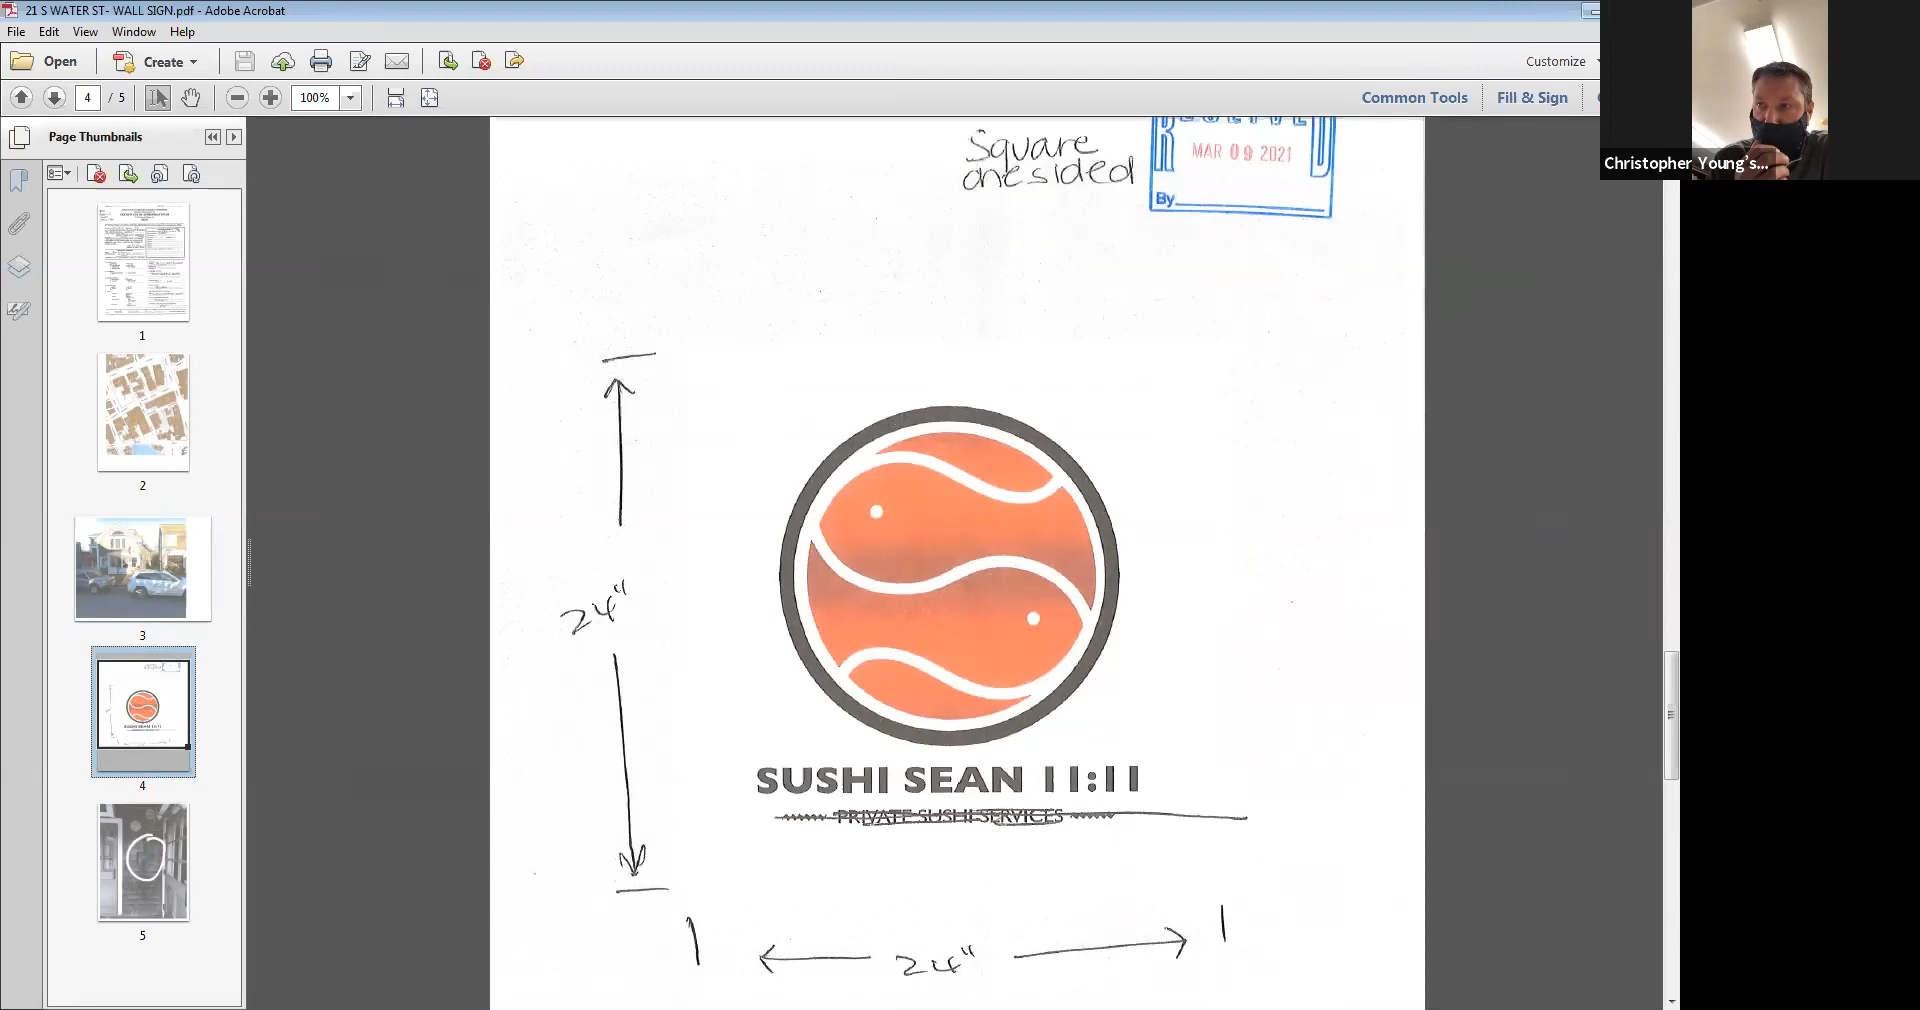 21 S WATER ST- WALL SIGN.pdf - Adobe Acrobat
File Edit View Window Help
Open Create Customize
4 / 5 100% Common Tools Fill & Sign
Page Thumbnails
1
2
3
4
5
Square
one sided
RECEIVED
MAR 09 2021
By
24"
SUSHI SEAN 11:11
PRIVATE SUSHI SERVICES
24"
Christopher Young's...